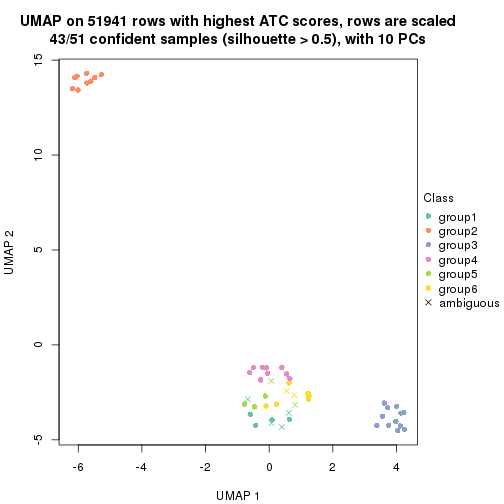 UMAP on 51941 rows with highest ATC scores, rows are scaled
43/51 confident samples (silhouette > 0.5), with 10 PCs
15
10
5
0
-5
UMAP 2
-6
-4
-2
0
2
4
UMAP 1
Class
group1
group2
group3
group4
group5
group6
ambiguous